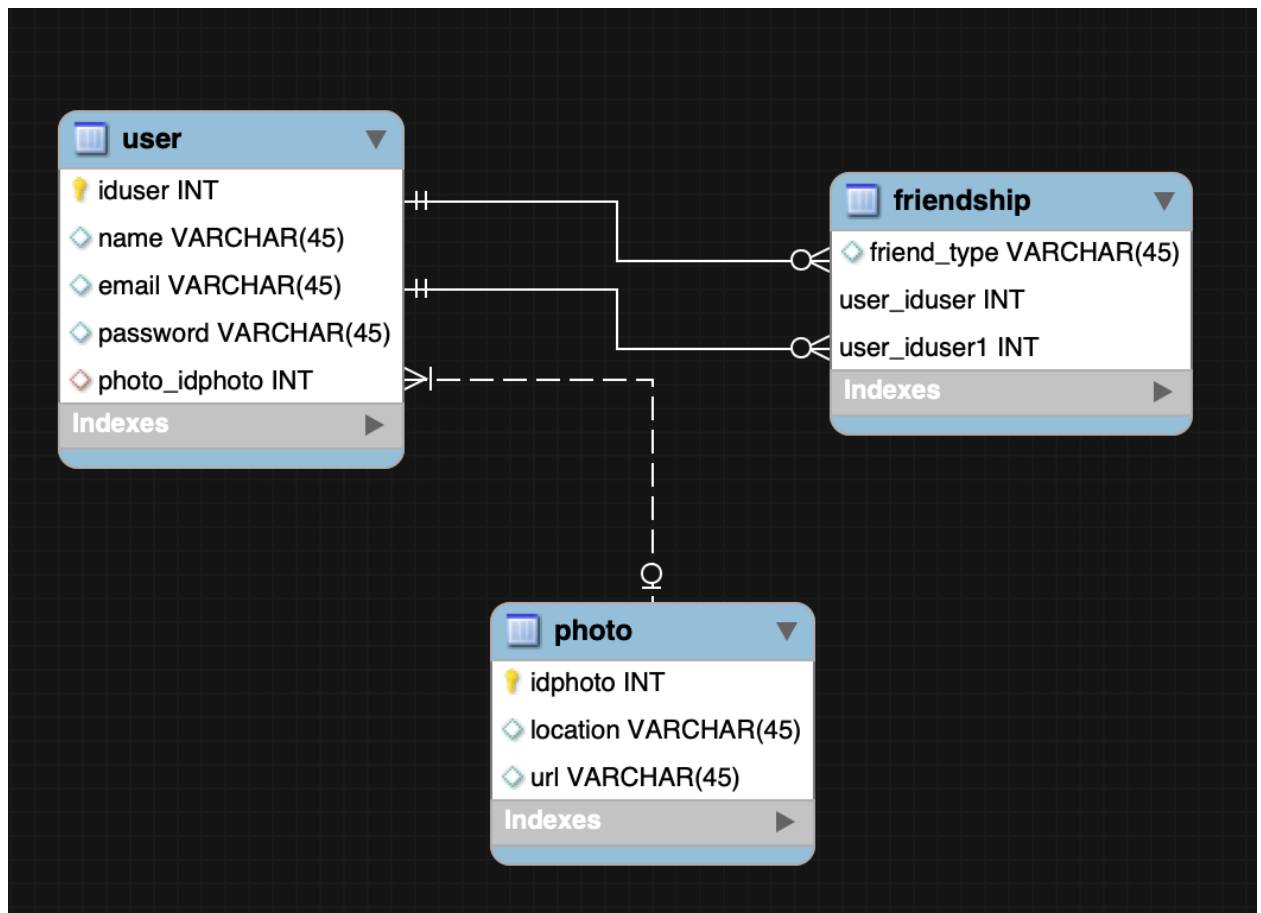 user
iduser INT
name VARCHAR(45)
email VARCHAR(45)
password VARCHAR(45)
photo_idphoto INT
Indexes
friendship
friend_type VARCHAR(45)
user_iduser INT
user_iduser1 INT
Indexes
photo
idphoto INT
location VARCHAR(45)
url VARCHAR(45)
Indexes